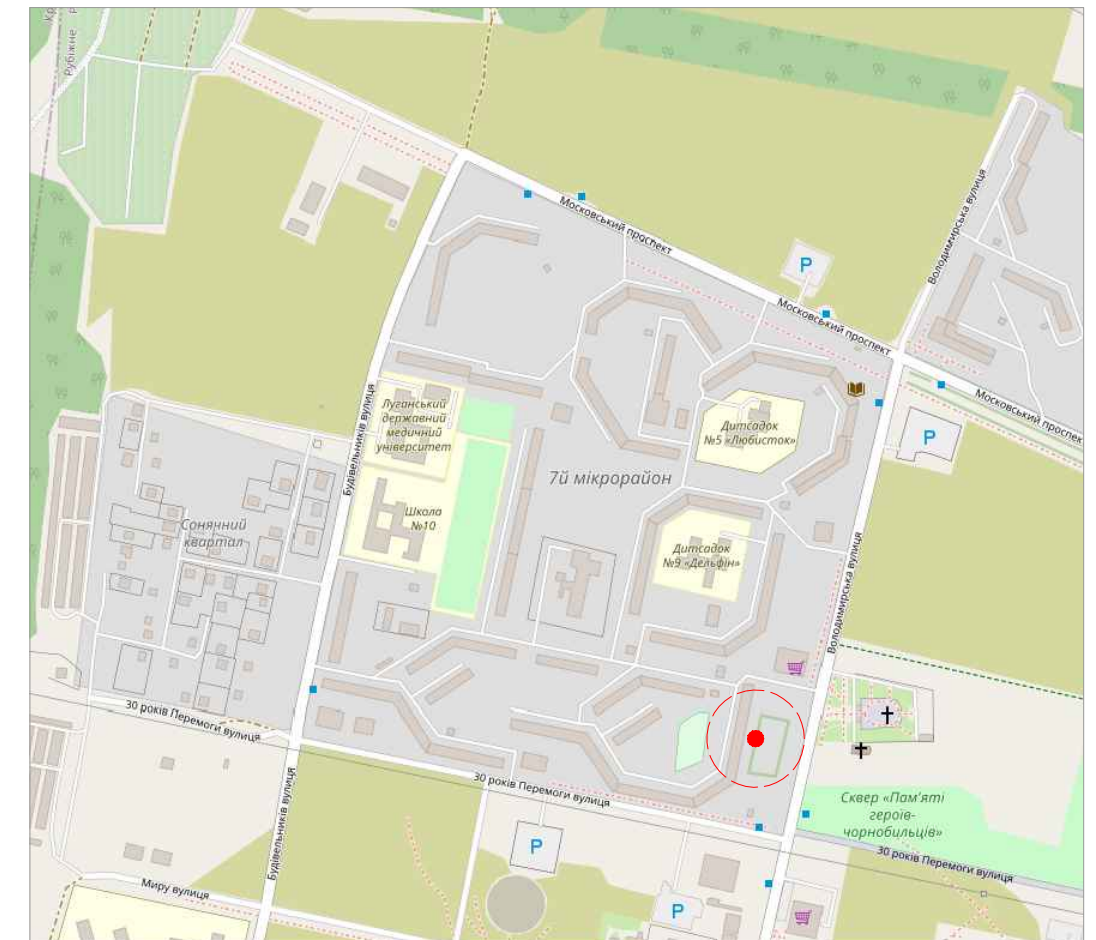 Рубіжне
Московський проспект
Володимирська вулиця
P
Московський проспект
Московський проспек
P
Луганський
державний
медичний
університет
Будівельників вулиця
Дитсадок
№5 «Любисток»
7й мікрорайон
Школа
№10
Сонячний
квартал
Дитсадок
№9 «Дельфін»
Володимирська вулиця
30 років Перемоги вулиця
30 років Перемоги вулиця
Сквер «Пам'яті
героїв-
чорнобильців»
Будівельників вулиця
P
30 років Перемоги вулиця
Миру вулиця
P